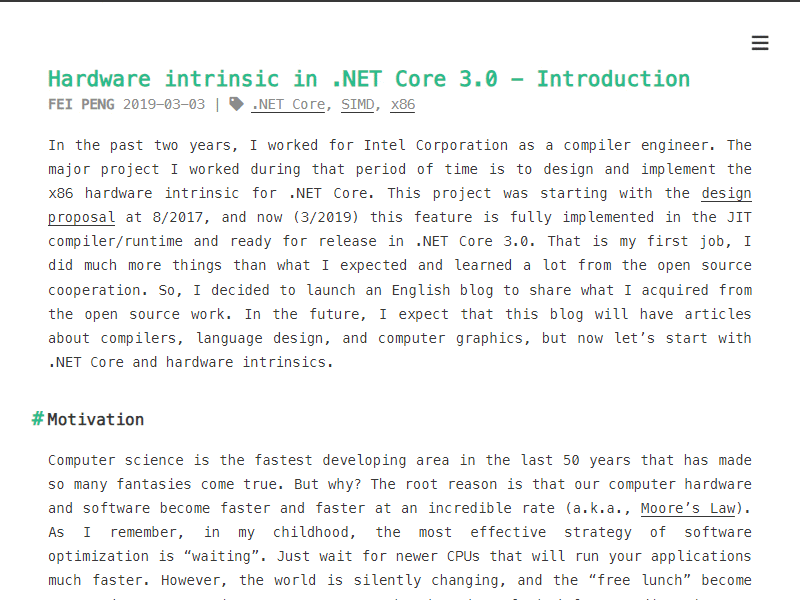 Hardware intrinsic in .NET Core 3.0 – Introduction
FEI PENG 2019-03-03 | .NET Core, SIMD, x86
In the past two years, I worked for Intel Corporation as a compiler engineer. The
major project I worked during that period of time is to design and implement the
x86 hardware intrinsic for .NET Core. This project was starting with the design
proposal at 8/2017, and now (3/2019) this feature is fully implemented in the JIT
compiler/runtime and ready for release in .NET Core 3.0. That is my first job, I
did much more things than what I expected and learned a lot from the open source
cooperation. So, I decided to launch an English blog to share what I acquired from
the open source work. In the future, I expect that this blog will have articles
about compilers, language design, and computer graphics, but now let’s start with
.NET Core and hardware intrinsics.
#Motivation
Computer science is the fastest developing area in the last 50 years that has made
so many fantasies come true. But why? The root reason is that our computer hardware
and software become faster and faster at an incredible rate (a.k.a., Moore’s Law).
As I remember, in my childhood, the most effective strategy of software
optimization is “waiting”. Just wait for newer CPUs that will run your applications
much faster. However, the world is silently changing, and the “free lunch” become